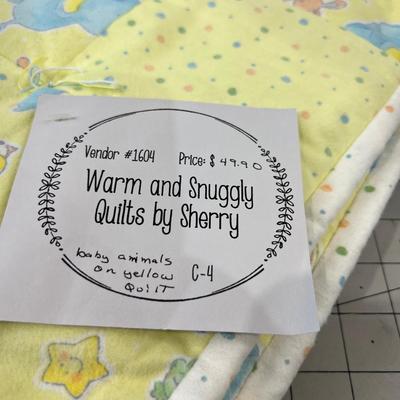 Vendor #1604 Price: $ 49.90
Warm and Snuggly
Quilts by Sherry
baby animals
on yellow C-4
QuilT